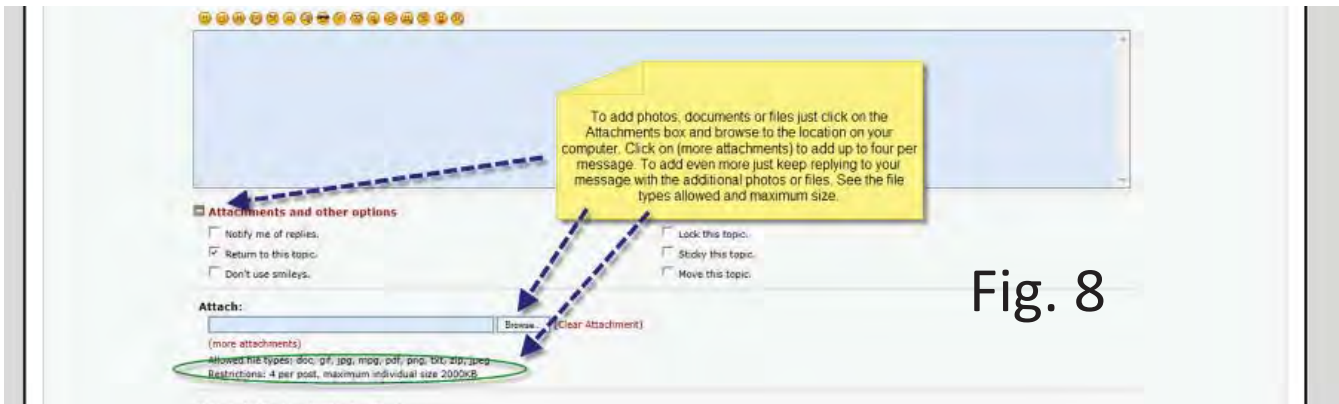 To add photos, documents or files just click on the
Attachments box and browse to the location on your
computer. Click on (more attachments) to add up to four per
message. To add even more just keep replying to your
message with the additional photos or files. See the file
types allowed and maximum size.
Attachments and other options
Notify me of replies.
Lock this topic.
Return to this topic.
Sticky this topic.
Don't use smileys.
Move this topic.
Fig. 8
Attach:
Browse... (Clear Attachment)
(more attachments)
Allowed file types: doc, gif, jpg, mpg, pdf, png, txt, zip, jpeg
Restrictions: 4 per post, maximum individual size 2000KB